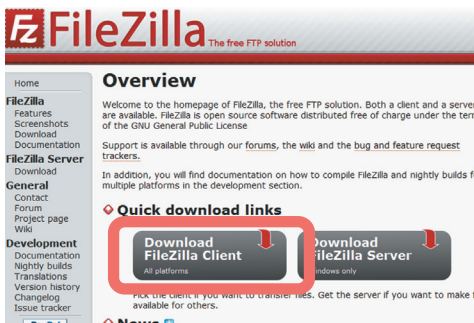 Fz FileZilla The free FTP solution
Home
FileZilla
Features
Screenshots
Download
Documentation
FileZilla Server
Download
General
Contact
Forum
Project page
Wiki
Development
Documentation
Nightly builds
Translations
Version history
Changelog
Issue tracker
Overview
Welcome to the homepage of FileZilla, the free FTP solution. Both a client and a server
are available. FileZilla is open source software distributed free of charge under the
of the GNU General Public License
Support is available through our forums, the wiki and the bug and feature request
trackers.
In addition, you will find documentation on how to compile FileZilla and nightly builds
multiple platforms in the development section.
Quick download links
Download
FileZilla Client
All platforms
Download
FileZilla Server
Windows only
Pick the client if you want to transfer files. Get the server if you want to make
available for others.
News